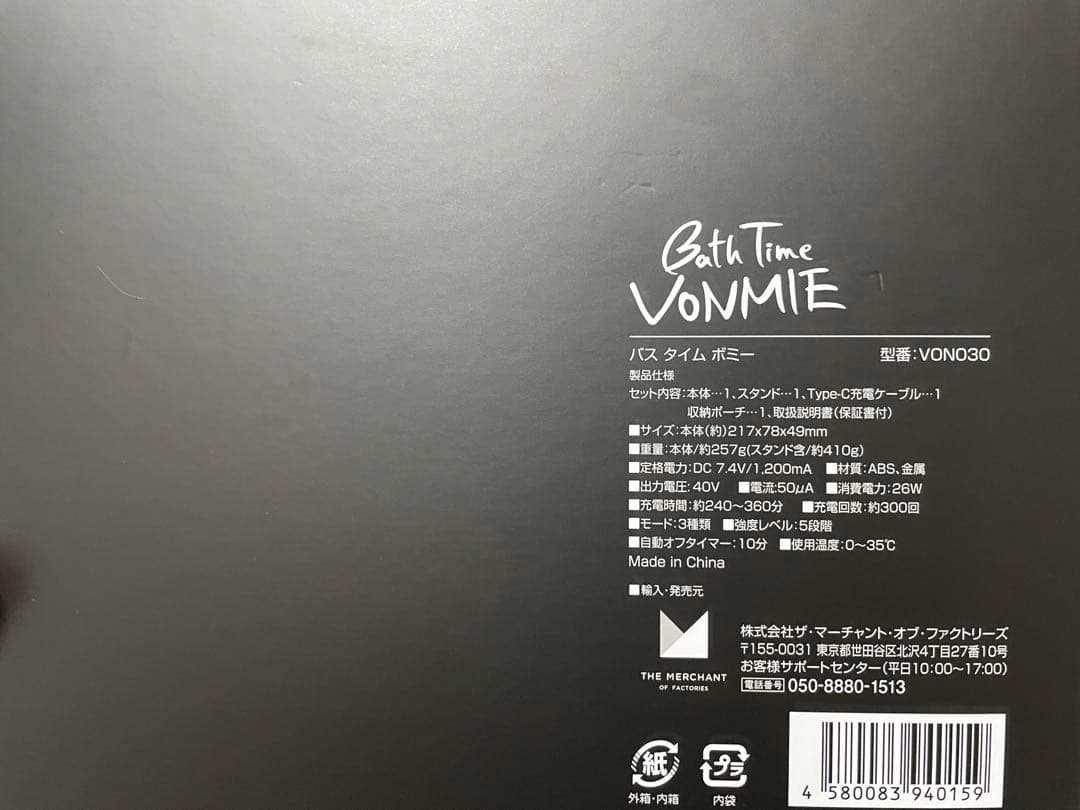 Bath Time
VONMIE
バス タイム ボミー 型番:VON030
製品仕様
セット内容:本体…1、スタンド…1、Type-C充電ケーブル…1
収納ポーチ…1、取扱説明書(保証書付)
■サイズ:本体(約)217x78x49mm
■重量:本体/約257g(スタンド含/約410g)
■定格電力:DC 7.4V/1,200mA ■材質:ABS、金属
■出力電圧:40V ■電流:50μA ■消費電力:26W
■充電時間:約240〜360分 ■充電回数:約300回
■モード:3種類 ■強度レベル:5段階
■自動オフタイマー:10分 ■使用温度:0〜35℃
Made in China
■輸入・発売元
THE MERCHANT
OF FACTORIES
株式会社ザ・マーチャント・オブ・ファクトリーズ
〒155-0031 東京都世田谷区北沢4丁目27番10号
お客様サポートセンター(平日10:00〜17:00)
電話番号 050-8880-1513
紙
外箱・内箱
プラ
内袋
4 580083 940159